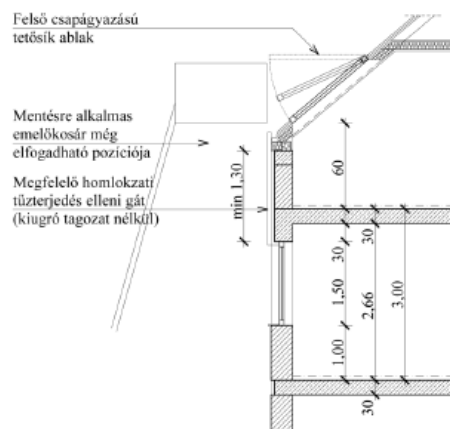 Felső csapágyazású
tetősík ablak
Mentésre alkalmas
emelőkosár még
elfogadható pozíciója
Megfelelő homlokzati
tűzterjedés elleni gát
(kiugró tagozat nélkül)
min 1,30
60
30
30
1,50
2,66
3,00
1,00
30